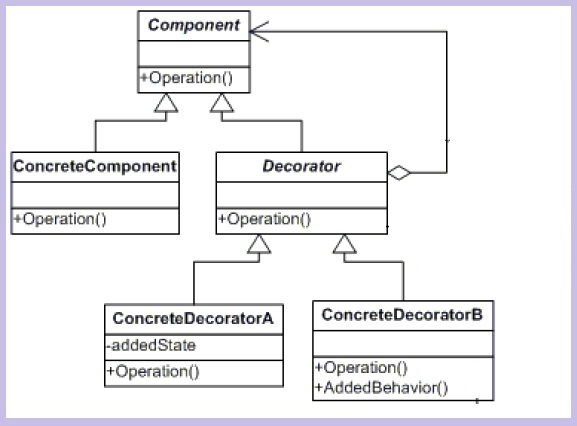 Component
+Operation()
ConcreteComponent
+Operation()
Decorator
+Operation()
ConcreteDecoratorA
-addedState
+Operation()
ConcreteDecoratorB
+Operation()
+AddedBehavior()